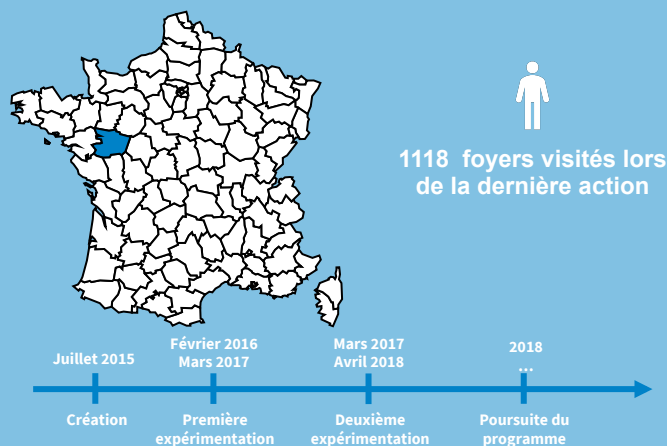 1118 foyers visités lors
de la dernière action
Juillet 2015
Février 2016
Mars 2017
Mars 2017
Avril 2018
2018
...
Création
Première
expérimentation
Deuxième
expérimentation
Poursuite du
programme